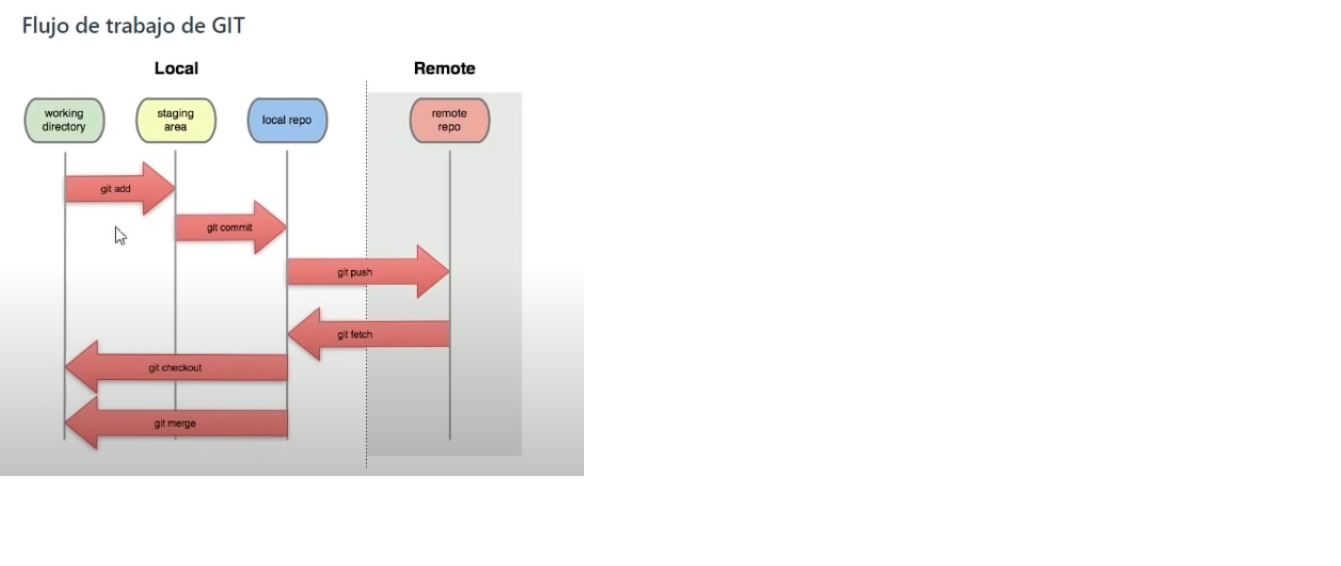 Flujo de trabajo de GIT
Local
Remote
working
directory
staging
area
local repo
remote
repo
git add
git commit
git push
git fetch
git checkout
git merge